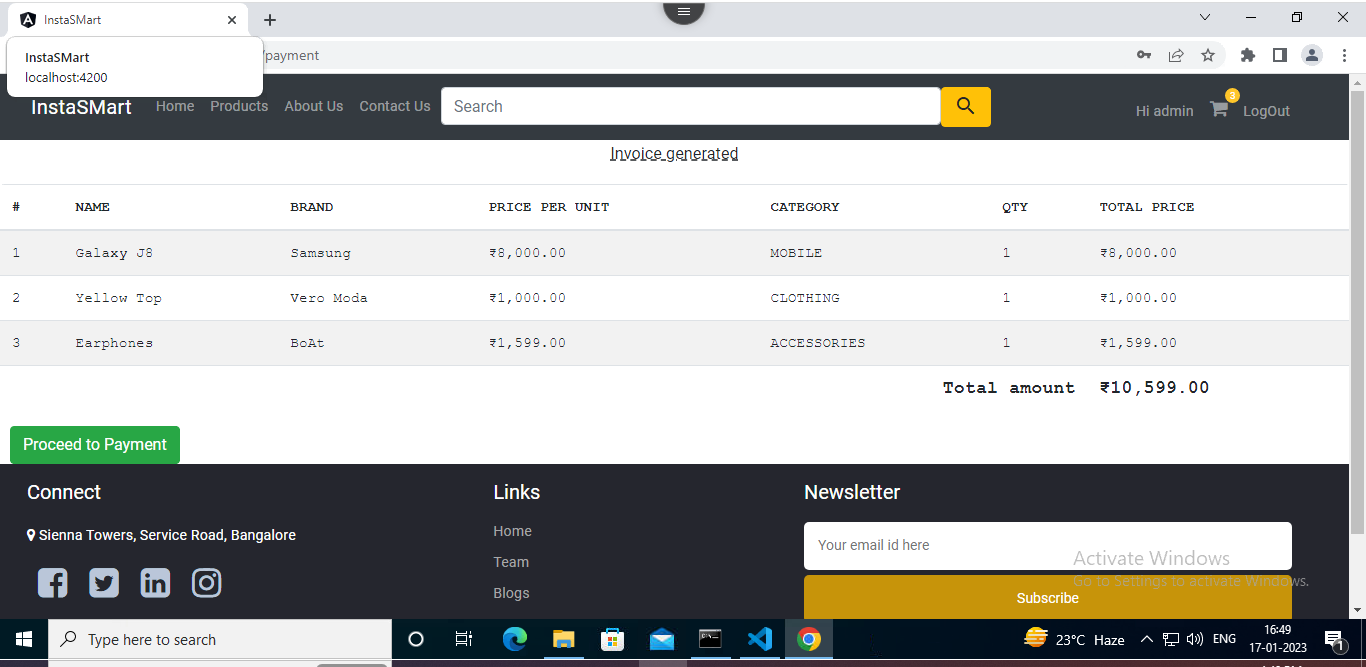 InstaSMart
InstaSMart
localhost:4200
/payment
InstaSMart Home Products About Us Contact Us Search Hi admin 3 LogOut
Invoice generated
# NAME BRAND PRICE PER UNIT CATEGORY QTY TOTAL PRICE
1 Galaxy J8 Samsung ₹8,000.00 MOBILE 1 ₹8,000.00
2 Yellow Top Vero Moda ₹1,000.00 CLOTHING 1 ₹1,000.00
3 Earphones BoAt ₹1,599.00 ACCESSORIES 1 ₹1,599.00
Total amount ₹10,599.00
Proceed to Payment
Connect
Sienna Towers, Service Road, Bangalore
Links
Home
Team
Blogs
Newsletter
Your email id here
Subscribe
Activate Windows
Go to Settings to activate Windows.
Type here to search
23°C Haze
ENG
16:49
17-01-2023
1